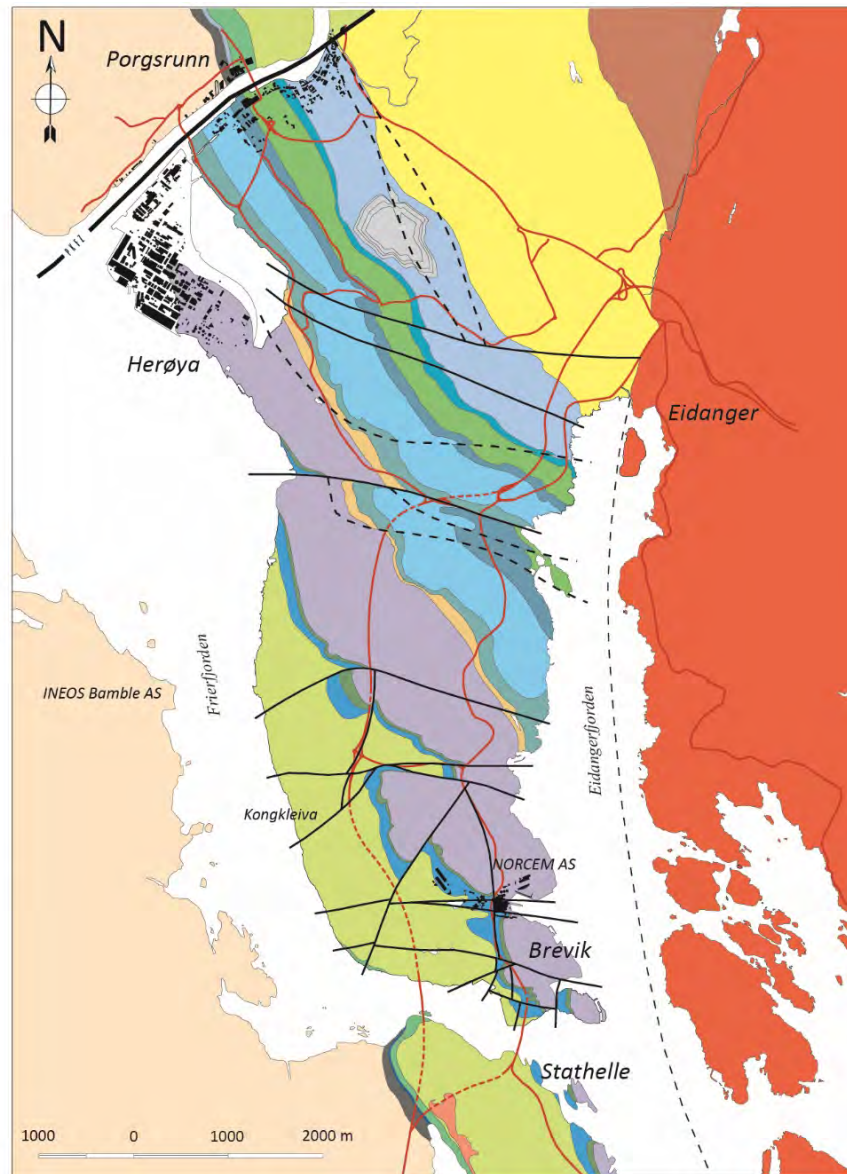 N
Porgsrunn
Herøya
Eidanger
Frierfjorden
INEOS Bamble AS
Eidangerfjorden
Kongkleiva
NORCEM AS
Brevik
Stathelle
1000 0 1000 2000 m